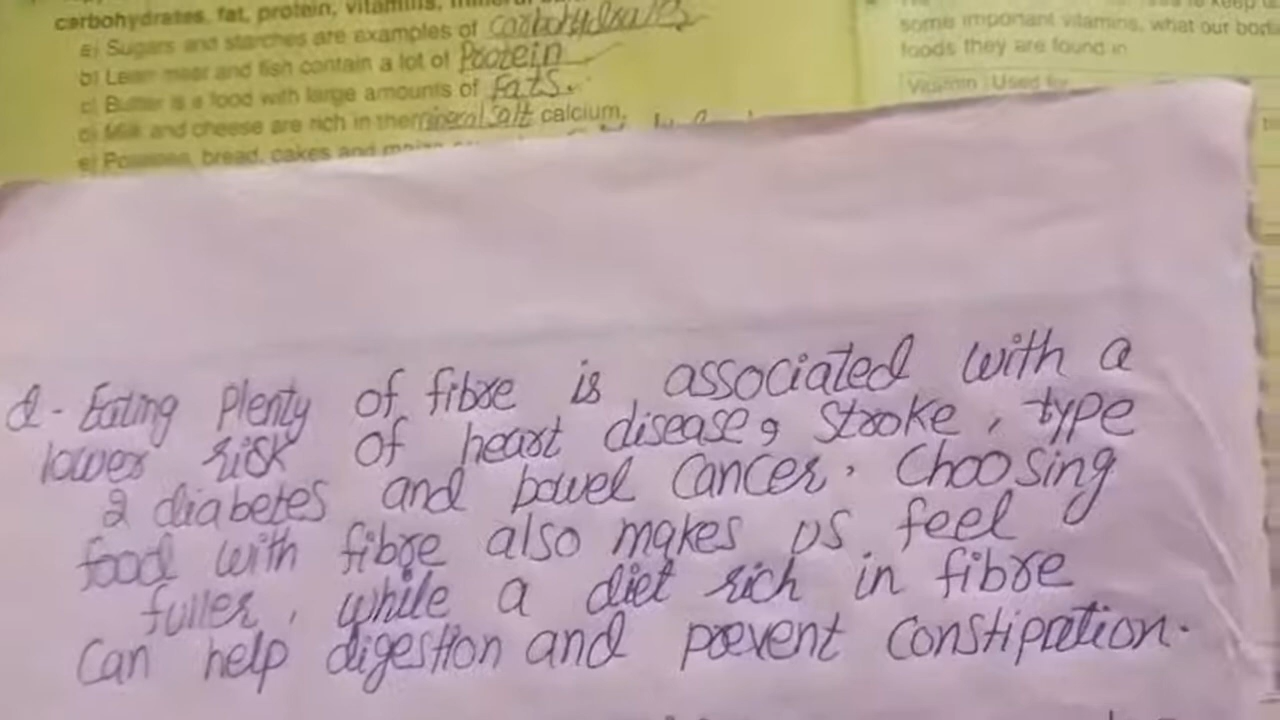 carbohydrates, fat, protein, vitamins,
a) Sugars and starches are examples of carbohydrates
b) Lean meat and fish contain a lot of Protein
c) Butter is a food with large amounts of Fats.
d) Milk and cheese are rich in the mineral salt calcium.
e) Potatoes, bread, cakes and
some important vitamins, what our
foods they are found in
Vitamin Used for
d - Eating Plenty of fibre is associated with a
lower risk of heart disease, stroke, type
2 diabetes and bowel cancer. Choosing
food with fibre also makes us feel
fuller, while a diet rich in fibre
Can help digestion and prevent constipation.